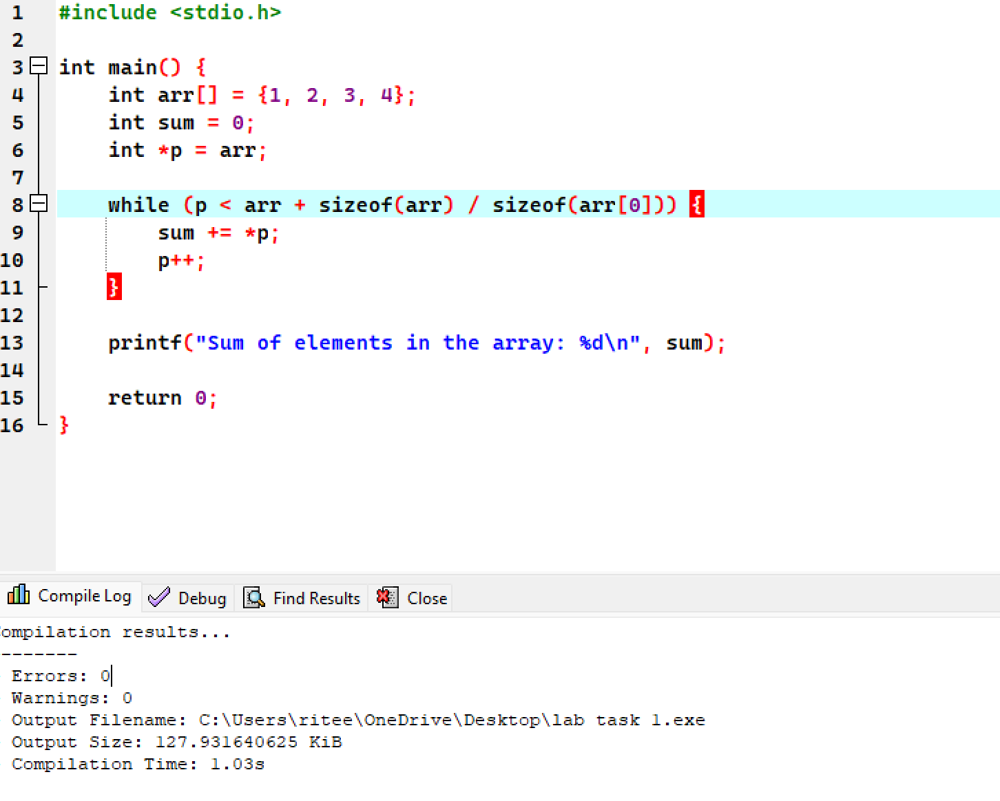 1 #include <stdio.h>
2
3 int main() {
4     int arr[] = {1, 2, 3, 4};
5     int sum = 0;
6     int *p = arr;
7
8     while (p < arr + sizeof(arr) / sizeof(arr[0])) {
9         sum += *p;
10         p++;
11     }
12
13     printf("Sum of elements in the array: %d\n", sum);
14
15     return 0;
16 }
Compile Log Debug Find Results Close
Compilation results...
-------
- Errors: 0
- Warnings: 0
- Output Filename: C:\Users\ritee\OneDrive\Desktop\lab task 1.exe
- Output Size: 127.931640625 KiB
- Compilation Time: 1.03s